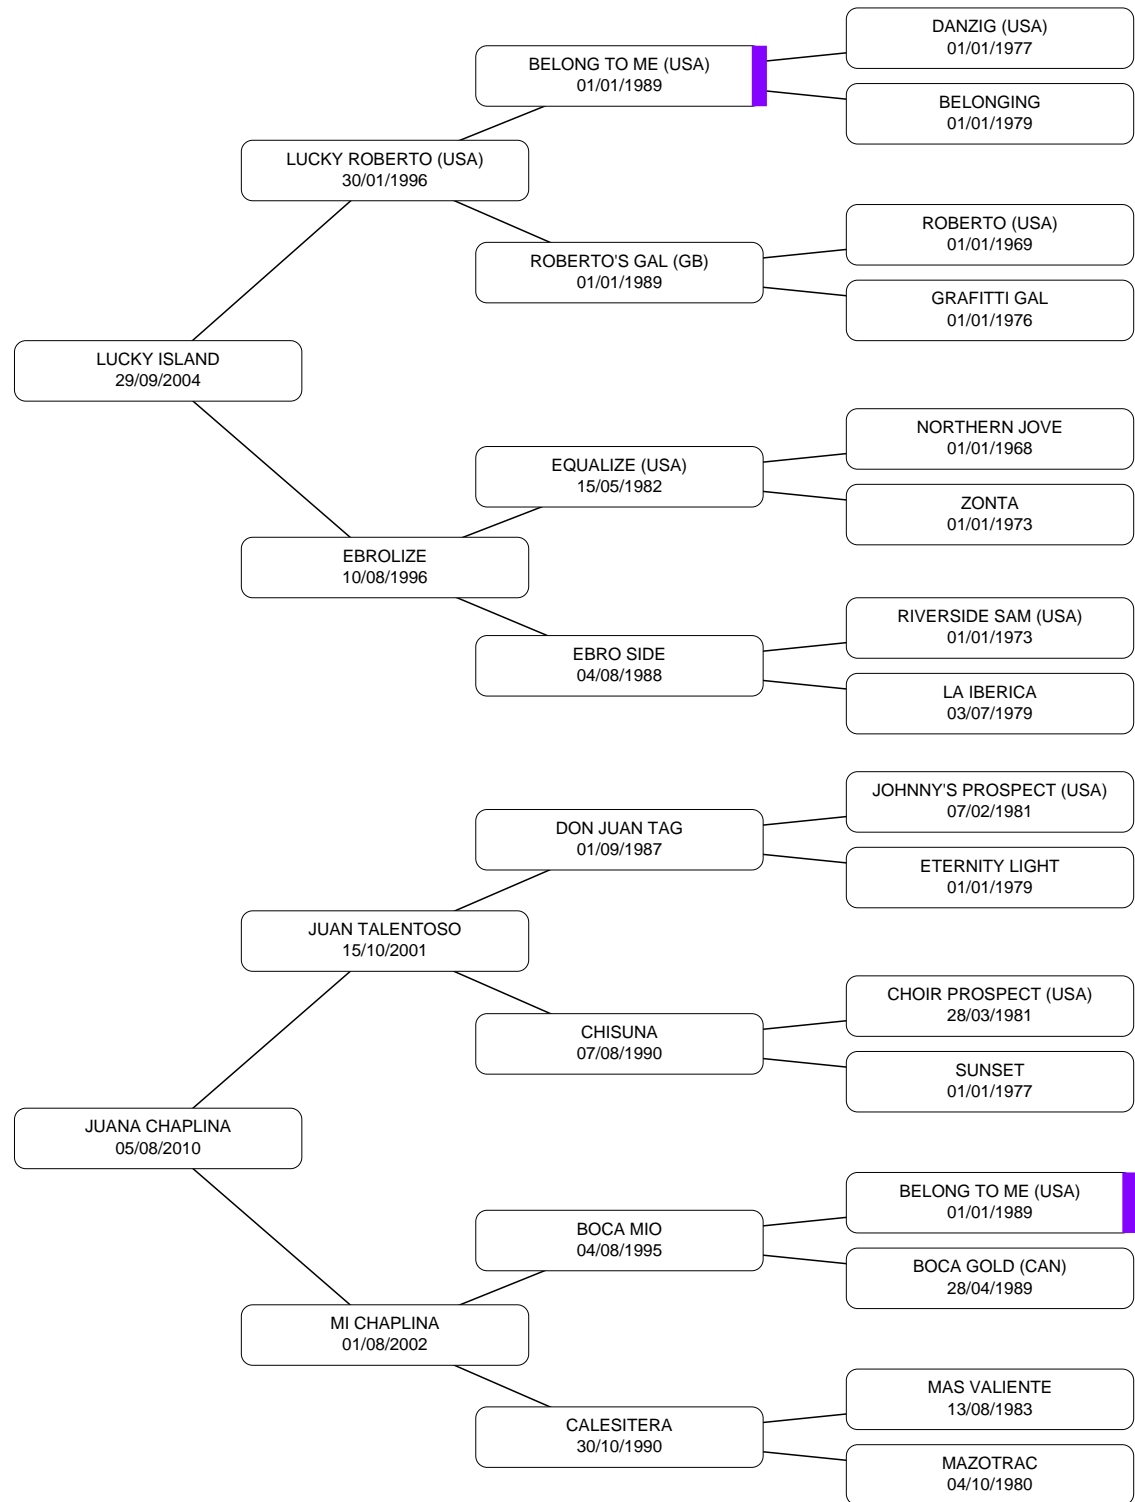 DANZIG (USA)
01/01/1977
BELONG TO ME (USA)
01/01/1989
BELONGING
01/01/1979
LUCKY ROBERTO (USA)
30/01/1996
ROBERTO (USA)
01/01/1969
ROBERTO'S GAL (GB)
01/01/1989
GRAFITTI GAL
01/01/1976
LUCKY ISLAND
29/09/2004
NORTHERN JOVE
01/01/1968
EQUALIZE (USA)
15/05/1982
ZONTA
01/01/1973
EBROLIZE
10/08/1996
RIVERSIDE SAM (USA)
01/01/1973
EBRO SIDE
04/08/1988
LA IBERICA
03/07/1979
JOHNNY'S PROSPECT (USA)
07/02/1981
DON JUAN TAG
01/09/1987
ETERNITY LIGHT
01/01/1979
JUAN TALENTOSO
15/10/2001
CHOIR PROSPECT (USA)
28/03/1981
CHISUNA
07/08/1990
SUNSET
01/01/1977
JUANA CHAPLINA
05/08/2010
BELONG TO ME (USA)
01/01/1989
BOCA MIO
04/08/1995
BOCA GOLD (CAN)
28/04/1989
MI CHAPLINA
01/08/2002
MAS VALIENTE
13/08/1983
CALESITERA
30/10/1990
MAZOTRAC
04/10/1980